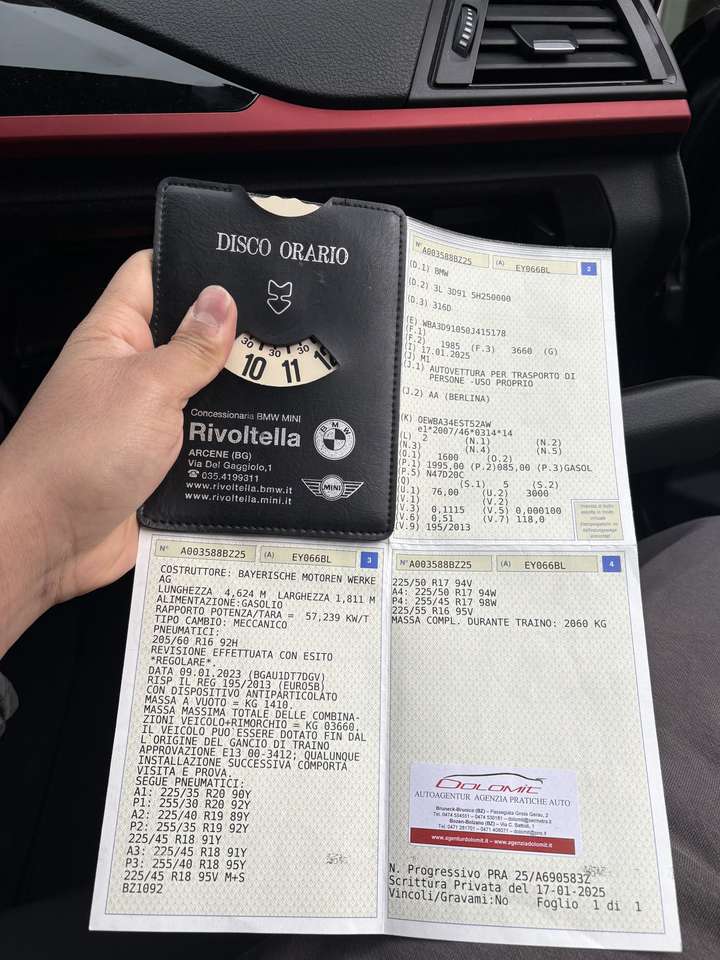 DISCO ORARIO
30 30
10 11 12
Concessionaria BMW MINI
Rivoltella
ARCENE (BG)
Via Del Gaggiolo,1
☎ 035.4199311
www.rivoltella.bmw.it
www.rivoltella.mini.it
BMW
MINI
N° A003588BZ25 (A) EY066BL 2
(D.1) BMW
(D.2) 3L 3D91 5H250000
(D.3) 316D
(E) WBA3D91050J415178
(F.1)
(F.2) 1985 (F.3) 3660 (G)
(I) 17.01.2025
(J) M1
(J.1) AUTOVETTURA PER TRASPORTO DI
PERSONE -USO PROPRIO
(J.2) AA (BERLINA)
(K) OEWBA34EST52AW
e1*2007/46*0314*14
(L) 2 (N.1) (N.2)
(N.3) (N.4) (N.5)
(O.1) 1600 (O.2)
(P.1) 1995,00 (P.2)085,00 (P.3)GASOL
(P.5) N47D20C
(Q) (S.1) 5 (S.2)
(U.1) 76,00 (U.2) 3000
(V.1) (V.2)
(V.3) 0,1115 (V.5) 0,000100
(V.6) 0,51 (V.7) 118,0
(V.9) 195/2013
N° A003588BZ25 (A) EY066BL 3
COSTRUTTORE: BAYERISCHE MOTOREN WERKE
AG
LUNGHEZZA 4,624 M LARGHEZZA 1,811 M
ALIMENTAZIONE:GASOLIO
RAPPORTO POTENZA/TARA = 57,239 KW/T
TIPO CAMBIO: MECCANICO
PNEUMATICI:
205/60 R16 92H
REVISIONE EFFETTUATA CON ESITO
*REGOLARE*.
DATA 09.01.2023 (BGAU1DT7DGV)
RISP IL REG 195/2013 (EURO5B)
CON DISPOSITIVO ANTIPARTICOLATO
MASSA A VUOTO = KG 1410.
MASSA MASSIMA TOTALE DELLE COMBINA-
ZIONI VEICOLO+RIMORCHIO = KG 03660.
IL VEICOLO PUO`ESSERE DOTATO FIN DAL
L`ORIGINE DEL GANCIO DI TRAINO
APPROVAZIONE E13 00-3412; QUALUNQUE
INSTALLAZIONE SUCCESSIVA COMPORTA
VISITA E PROVA.
SEGUE PNEUMATICI:
A1: 225/35 R20 90Y
P1: 255/30 R20 92Y
A2: 225/40 R19 89Y
P2: 255/35 R19 92Y
225/45 R18 91Y
A3: 225/45 R18 91Y
P3: 255/40 R18 95Y
225/45 R18 95V M+S
BZ1092
N° A003588BZ25 (A) EY066BL 4
225/50 R17 94V
A4: 225/50 R17 94W
P4: 255/45 R17 98W
225/55 R16 95V
MASSA COMPL. DURANTE TRAINO: 2060 KG
DOLOMIT
AUTOAGENTUR AGENZIA PRATICHE AUTO
www.agenturdolomit.it – www.agenziadolomit.it
N. Progressivo PRA 25/A690583Z
Scrittura Privata del 17-01-2025
Vincoli/Gravami:No Foglio 1 di 1